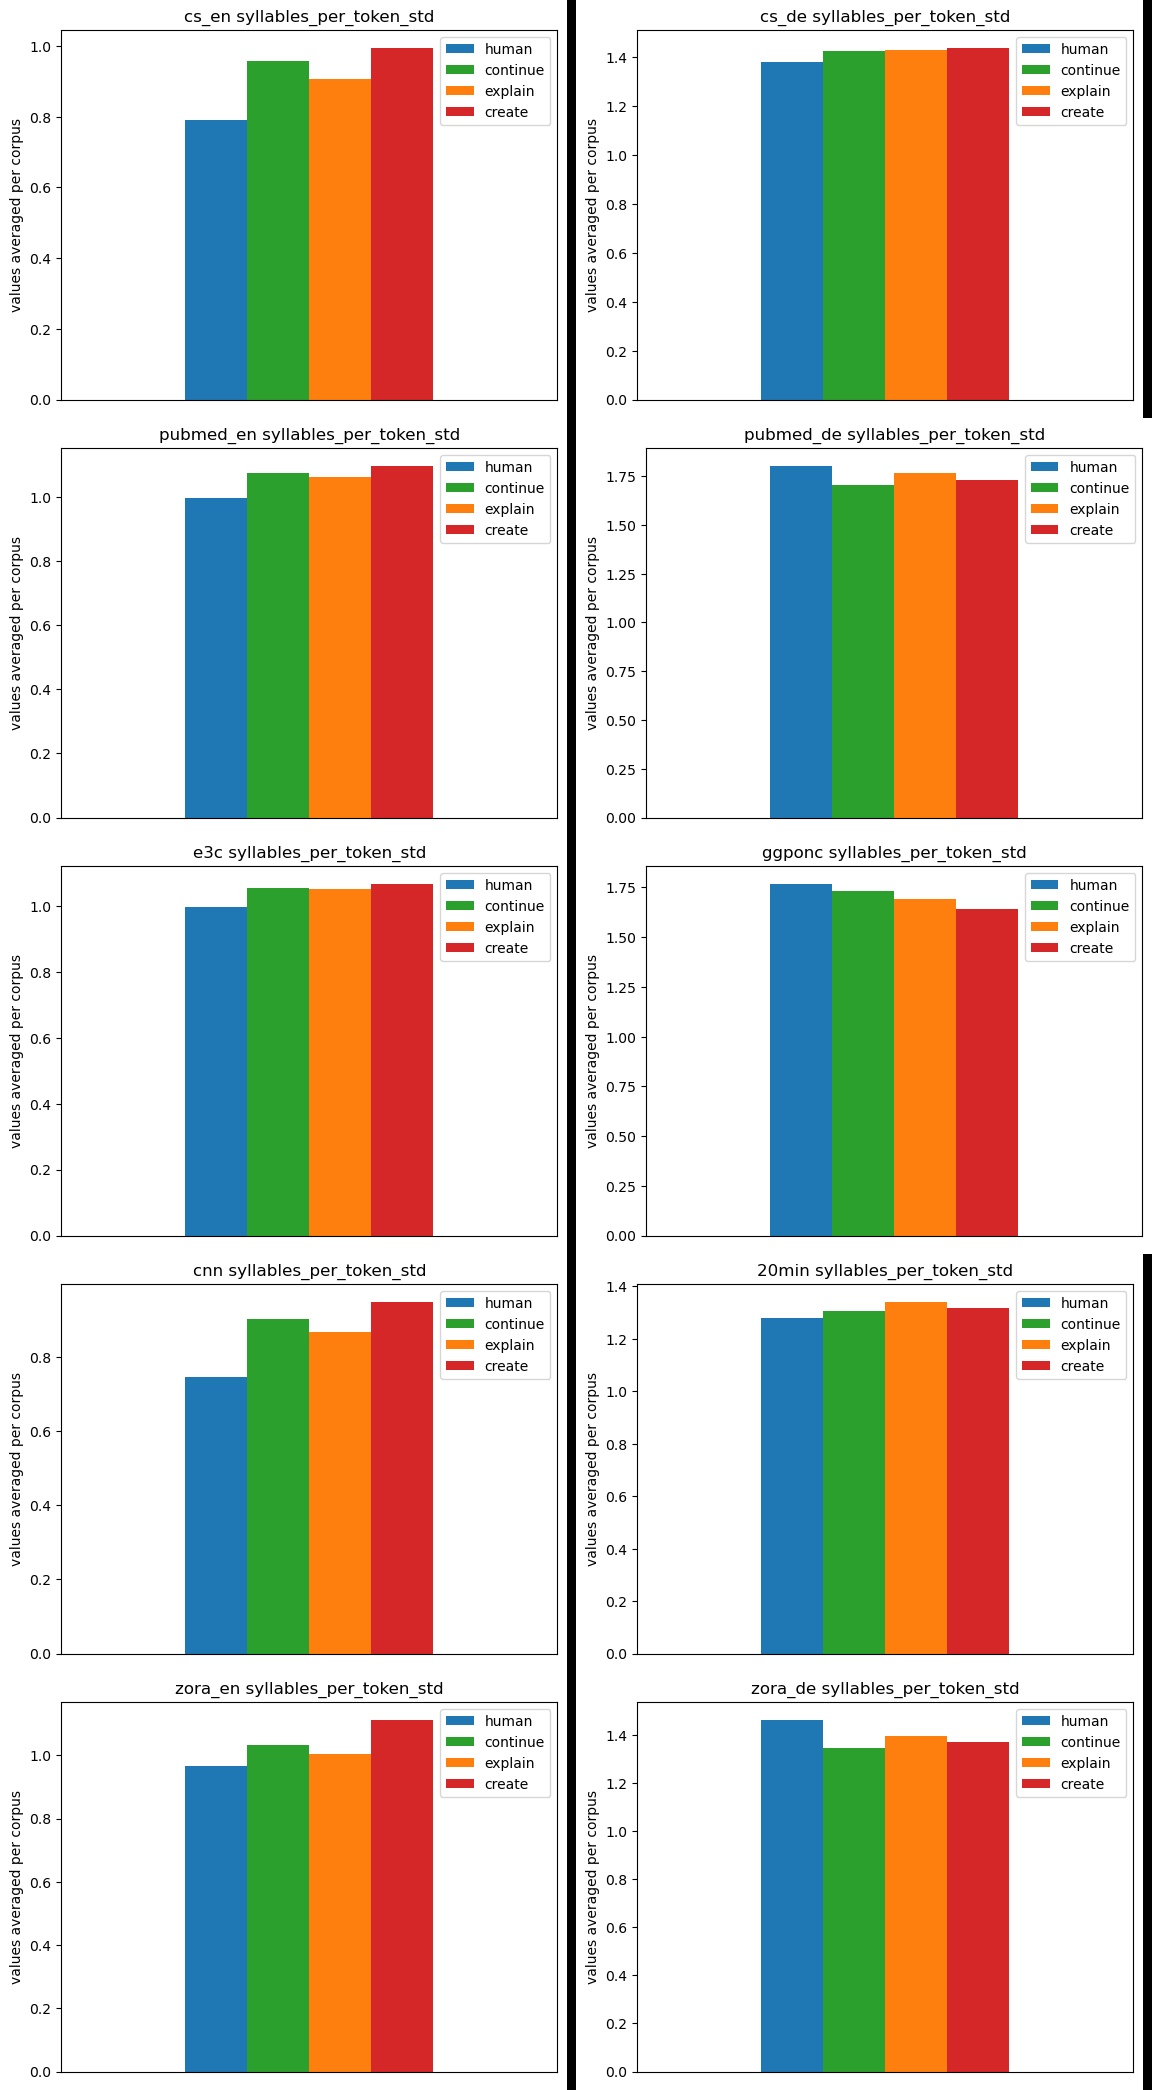 cs_en syllables_per_token_std
values averaged per corpus
1.0
0.8
0.6
0.4
0.2
0.0
human
continue
explain
create
cs_de syllables_per_token_std
values averaged per corpus
1.4
1.2
1.0
0.8
0.6
0.4
0.2
0.0
human
continue
explain
create
pubmed_en syllables_per_token_std
values averaged per corpus
1.0
0.8
0.6
0.4
0.2
0.0
human
continue
explain
create
pubmed_de syllables_per_token_std
values averaged per corpus
1.75
1.50
1.25
1.00
0.75
0.50
0.25
0.00
human
continue
explain
create
e3c syllables_per_token_std
values averaged per corpus
1.0
0.8
0.6
0.4
0.2
0.0
human
continue
explain
create
ggponc syllables_per_token_std
values averaged per corpus
1.75
1.50
1.25
1.00
0.75
0.50
0.25
0.00
human
continue
explain
create
cnn syllables_per_token_std
values averaged per corpus
0.8
0.6
0.4
0.2
0.0
human
continue
explain
create
20min syllables_per_token_std
values averaged per corpus
1.4
1.2
1.0
0.8
0.6
0.4
0.2
0.0
human
continue
explain
create
zora_en syllables_per_token_std
values averaged per corpus
1.0
0.8
0.6
0.4
0.2
0.0
human
continue
explain
create
zora_de syllables_per_token_std
values averaged per corpus
1.4
1.2
1.0
0.8
0.6
0.4
0.2
0.0
human
continue
explain
create